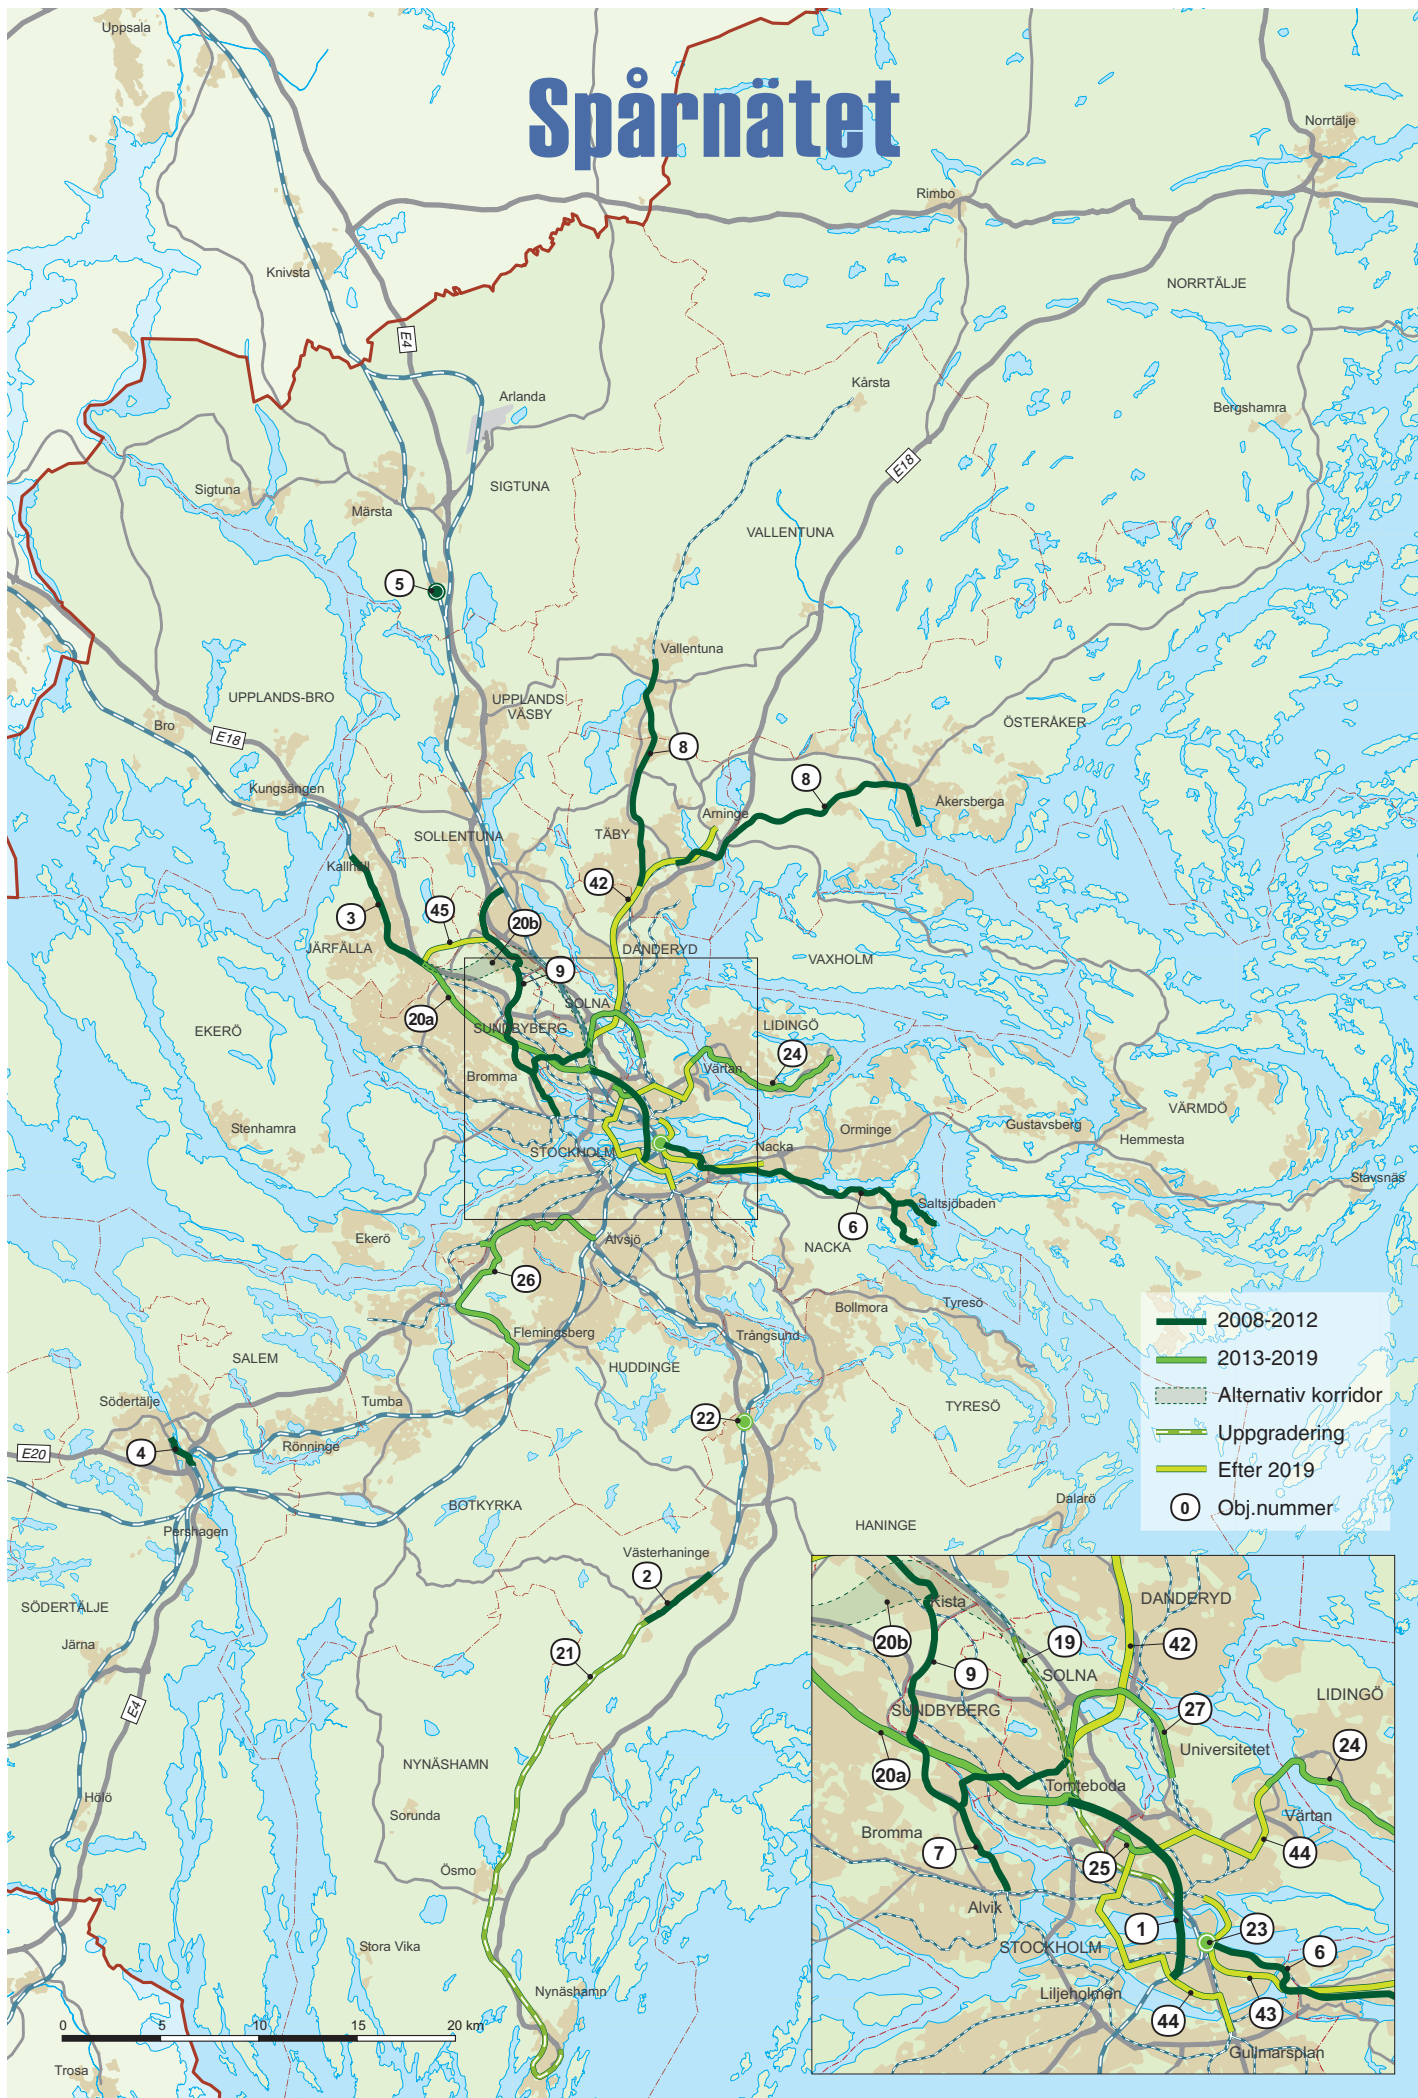 Uppsala
Spårnätet
Norrtälje
Rimbo
Knivsta
NORRTÄLJE
E4
Kårsta
Arlanda
Bergshamra
E18
Sigtuna
SIGTUNA
Märsta
VALLENTUNA
5
Vallentuna
UPPLANDS-BRO
UPPLANDS
VÄSBY
Bro
E18
ÖSTERÅKER
8
8
Kungsängen
Åkersberga
Arninge
SOLLENTUNA
TÄBY
Kallhäll
42
3
45
20b
JÄRFÄLLA
DANDERYD
VAXHOLM
9
SOLNA
20a
SUNDBYBERG
LIDINGÖ
EKERÖ
24
Värtan
Bromma
VÄRMDÖ
Stenhamra
Orminge
Gustavsberg
Hemmesta
STOCKHOLM
Nacka
Stavsnäs
Saltsjöbaden
6
Ekerö
Älvsjö
NACKA
26
Bollmora
Tyresö
Flemingsberg
Trångsund
SALEM
HUDDINGE
Södertälje
Tumba
TYRESÖ
22
4
E20
Rönninge
2008-2012
2013-2019
Alternativ korridor
Uppgradering
Efter 2019
0 Obj.nummer
BOTKYRKA
Dalarö
Pershagen
HANINGE
Västerhaninge
2
SÖDERTÄLJE
Järna
21
E4
NYNÄSHAMN
Hölö
Sorunda
Ösmo
Stora Vika
Nynäshamn
0 5 10 15 20 km
Trosa
Kista
DANDERYD
20b
19
42
9
SOLNA
LIDINGÖ
SUNDBYBERG
27
Universitetet
24
20a
Tomteboda
Värtan
Bromma
7
25
44
Alvik
1
23
STOCKHOLM
6
Liljeholmen
44
43
Gullmarsplan